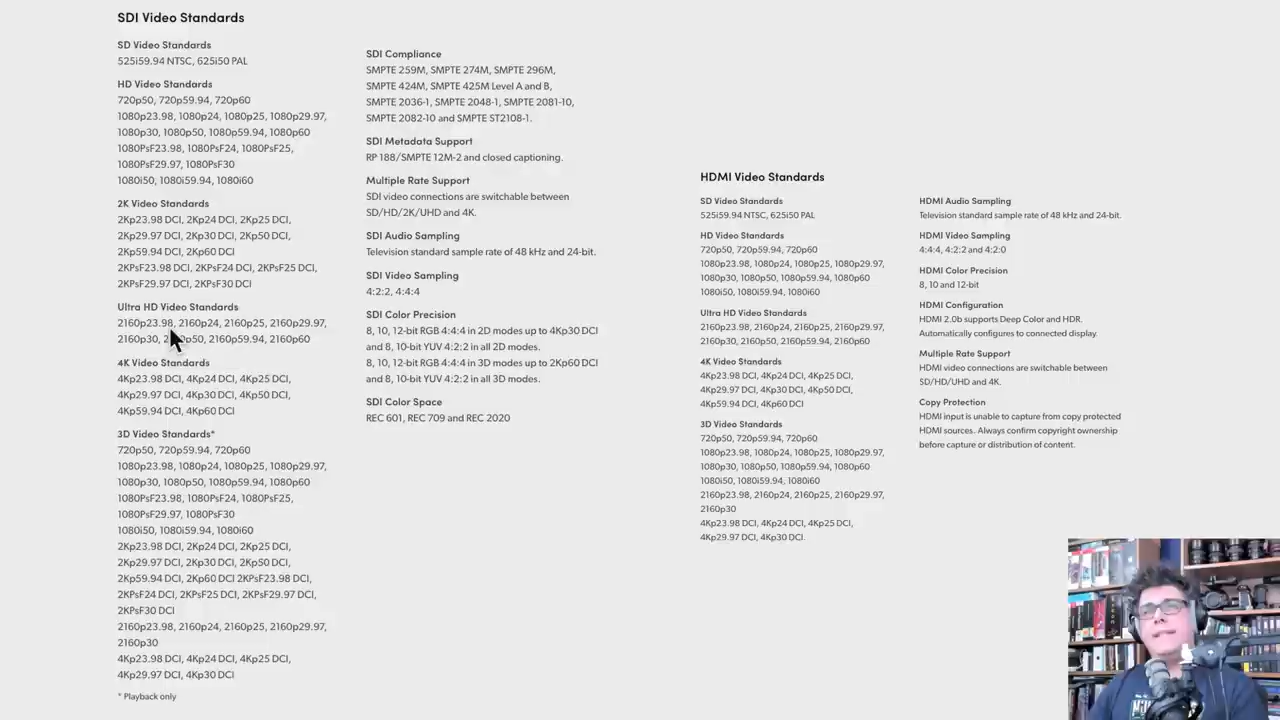 SDI Video Standards
SD Video Standards
525i59.94 NTSC, 625i50 PAL
HD Video Standards
720p50, 720p59.94, 720p60
1080p23.98, 1080p24, 1080p25, 1080p29.97,
1080p30, 1080p50, 1080p59.94, 1080p60
1080PsF23.98, 1080PsF24, 1080PsF25,
1080PsF29.97, 1080PsF30
1080i50, 1080i59.94, 1080i60
2K Video Standards
2Kp23.98 DCI, 2Kp24 DCI, 2Kp25 DCI,
2Kp29.97 DCI, 2Kp30 DCI, 2Kp50 DCI,
2Kp59.94 DCI, 2Kp60 DCI
2KPsF23.98 DCI, 2KPsF24 DCI, 2KPsF25 DCI,
2KPsF29.97 DCI, 2KPsF30 DCI
Ultra HD Video Standards
2160p23.98, 2160p24, 2160p25, 2160p29.97,
2160p30, 2160p50, 2160p59.94, 2160p60
4K Video Standards
4Kp23.98 DCI, 4Kp24 DCI, 4Kp25 DCI,
4Kp29.97 DCI, 4Kp30 DCI, 4Kp50 DCI,
4Kp59.94 DCI, 4Kp60 DCI
3D Video Standards*
720p50, 720p59.94, 720p60
1080p23.98, 1080p24, 1080p25, 1080p29.97,
1080p30, 1080p50, 1080p59.94, 1080p60
1080PsF23.98, 1080PsF24, 1080PsF25,
1080PsF29.97, 1080PsF30
1080i50, 1080i59.94, 1080i60
2Kp23.98 DCI, 2Kp24 DCI, 2Kp25 DCI,
2Kp29.97 DCI, 2Kp30 DCI, 2Kp50 DCI,
2Kp59.94 DCI, 2Kp60 DCI 2KPsF23.98 DCI,
2KPsF24 DCI, 2KPsF25 DCI, 2KPsF29.97 DCI,
2KPsF30 DCI
2160p23.98, 2160p24, 2160p25, 2160p29.97,
2160p30
4Kp23.98 DCI, 4Kp24 DCI, 4Kp25 DCI,
4Kp29.97 DCI, 4Kp30 DCI
* Playback only
SDI Compliance
SMPTE 259M, SMPTE 274M, SMPTE 296M,
SMPTE 424M, SMPTE 425M Level A and B,
SMPTE 2036-1, SMPTE 2048-1, SMPTE 2081-10,
SMPTE 2082-10 and SMPTE ST2108-1.
SDI Metadata Support
RP 188/SMPTE 12M-2 and closed captioning.
Multiple Rate Support
SDI video connections are switchable between
SD/HD/2K/UHD and 4K.
SDI Audio Sampling
Television standard sample rate of 48 kHz and 24-bit.
SDI Video Sampling
4:2:2, 4:4:4
SDI Color Precision
8, 10, 12-bit RGB 4:4:4 in 2D modes up to 4Kp30 DCI
and 8, 10-bit YUV 4:2:2 in all 2D modes.
8, 10, 12-bit RGB 4:4:4 in 3D modes up to 2Kp60 DCI
and 8, 10-bit YUV 4:2:2 in all 3D modes.
SDI Color Space
REC 601, REC 709 and REC 2020
HDMI Video Standards
SD Video Standards
525i59.94 NTSC, 625i50 PAL
HD Video Standards
720p50, 720p59.94, 720p60
1080p23.98, 1080p24, 1080p25, 1080p29.97,
1080p30, 1080p50, 1080p59.94, 1080p60
1080i50, 1080i59.94, 1080i60
Ultra HD Video Standards
2160p23.98, 2160p24, 2160p25, 2160p29.97,
2160p30, 2160p50, 2160p59.94, 2160p60
4K Video Standards
4Kp23.98 DCI, 4Kp24 DCI, 4Kp25 DCI,
4Kp29.97 DCI, 4Kp30 DCI, 4Kp50 DCI,
4Kp59.94 DCI, 4Kp60 DCI
3D Video Standards
720p50, 720p59.94, 720p60
1080p23.98, 1080p24, 1080p25, 1080p29.97,
1080p30, 1080p50, 1080p59.94, 1080p60
1080i50, 1080i59.94, 1080i60
2160p23.98, 2160p24, 2160p25, 2160p29.97,
2160p30
4Kp23.98 DCI, 4Kp24 DCI, 4Kp25 DCI,
4Kp29.97 DCI, 4Kp30 DCI.
HDMI Audio Sampling
Television standard sample rate of 48 kHz and 24-bit.
HDMI Video Sampling
4:4:4, 4:2:2 and 4:2:0
HDMI Color Precision
8, 10 and 12-bit
HDMI Configuration
HDMI 2.0b supports Deep Color and HDR.
Automatically configures to connected display.
Multiple Rate Support
HDMI video connections are switchable between
SD/HD/UHD and 4K.
Copy Protection
HDMI input is unable to capture from copy protected
HDMI sources. Always confirm copyright ownership
before capture or distribution of content.